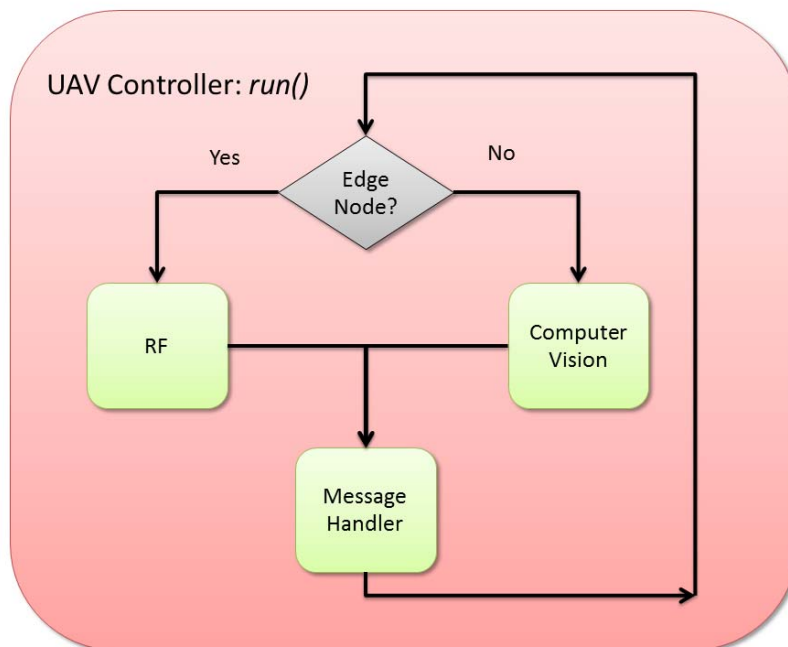 UAV Controller: run()
Yes
No
Edge
Node?
RF
Computer
Vision
Message
Handler